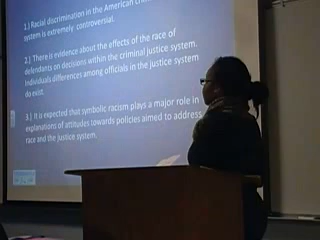 1.) Racial discrimination in the American
system is extremely controversial.
2.) There is evidence about the effects of the race of
defendants on decisions within the criminal justice system.
Individuals differences among officials in the justice system
do exist.
3.) It is expected that symbolic racism plays a major role in
explanations of attitudes towards policies aimed to address
race and the justice system.